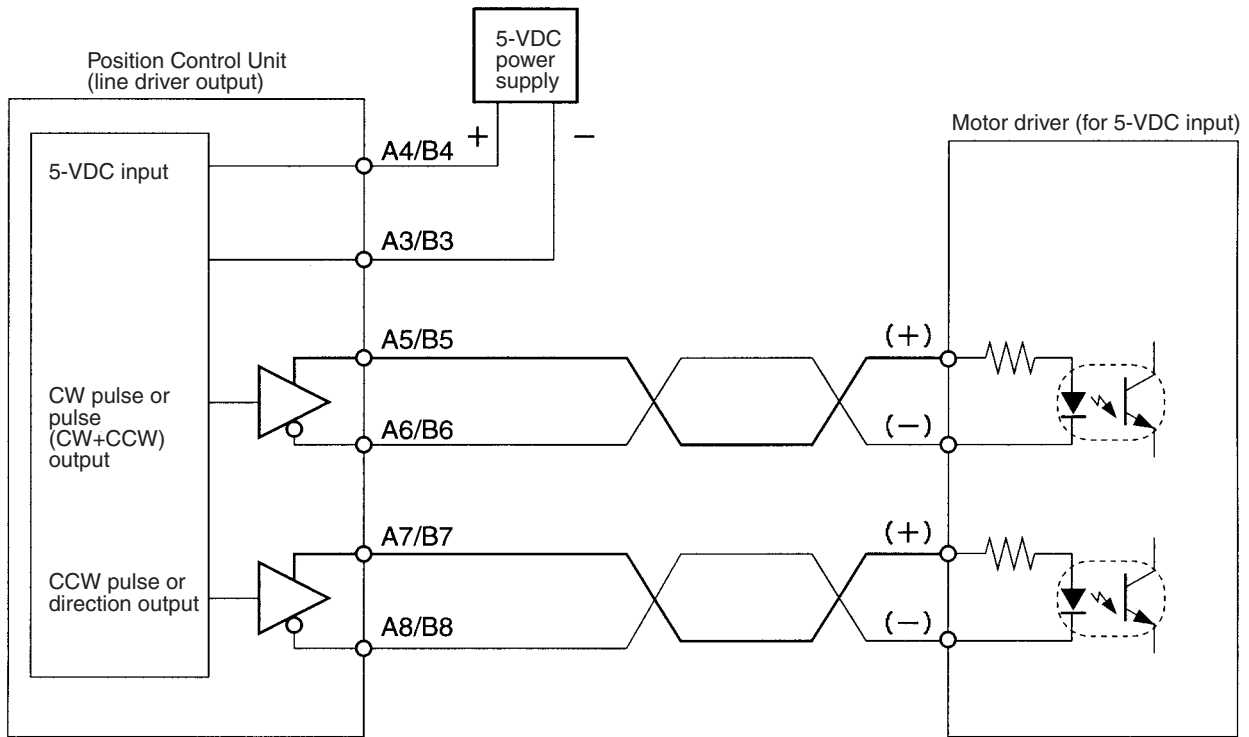 5-VDC
power
supply
Position Control Unit
(line driver output)
Motor driver (for 5-VDC input)
+
−
A4/B4
5-VDC input
A3/B3
A5/B5
(+)
CW pulse or
pulse
(CW+CCW)
output
A6/B6
(−)
A7/B7
(+)
CCW pulse or
direction output
A8/B8
(−)